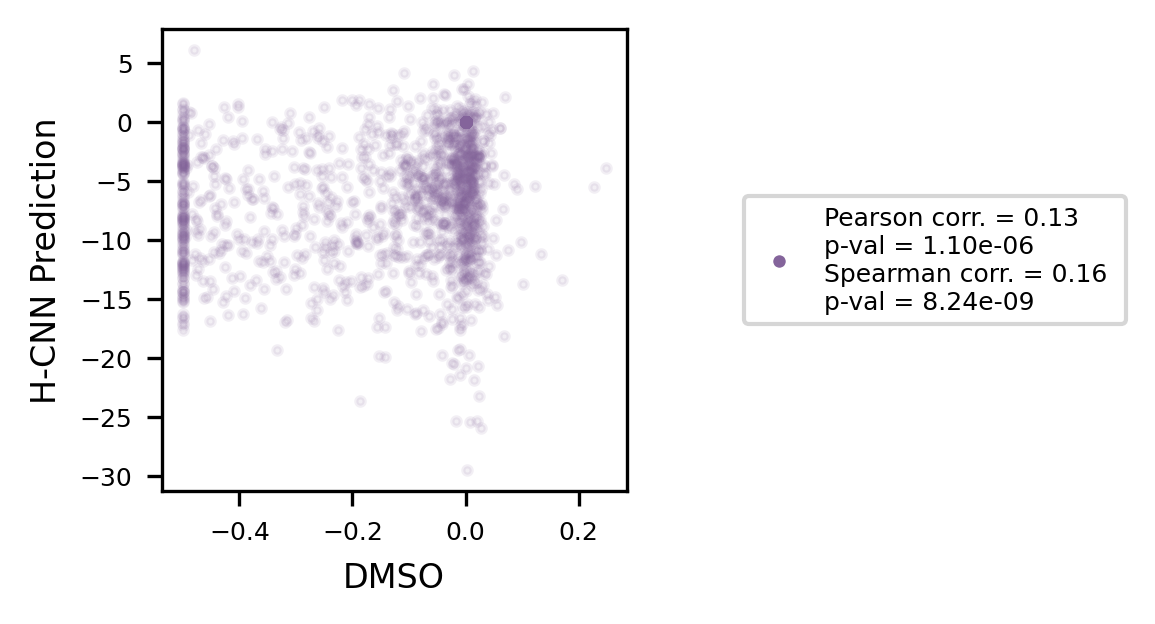 H-CNN Prediction
5
0
−5
−10
−15
−20
−25
−30
−0.4
−0.2
0.0
0.2
DMSO
Pearson corr. = 0.13
p-val = 1.10e-06
Spearman corr. = 0.16
p-val = 8.24e-09